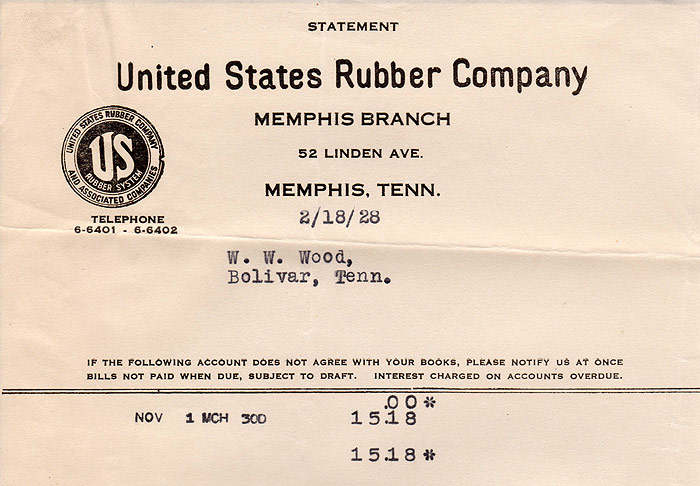 STATEMENT
United States Rubber Company
MEMPHIS BRANCH
52 LINDEN AVE.
MEMPHIS, TENN.
UNITED STATES RUBBER COMPANY
US
RUBBER SYSTEM
AND ASSOCIATED COMPANIES
TELEPHONE
6-6401 - 6-6402
2/18/28
W. W. Wood,
Bolivar, Tenn.
IF THE FOLLOWING ACCOUNT DOES NOT AGREE WITH YOUR BOOKS, PLEASE NOTIFY US AT ONCE
BILLS NOT PAID WHEN DUE, SUBJECT TO DRAFT. INTEREST CHARGED ON ACCOUNTS OVERDUE.
.00*
NOV 1 MCH 30D 15.18
15.18*